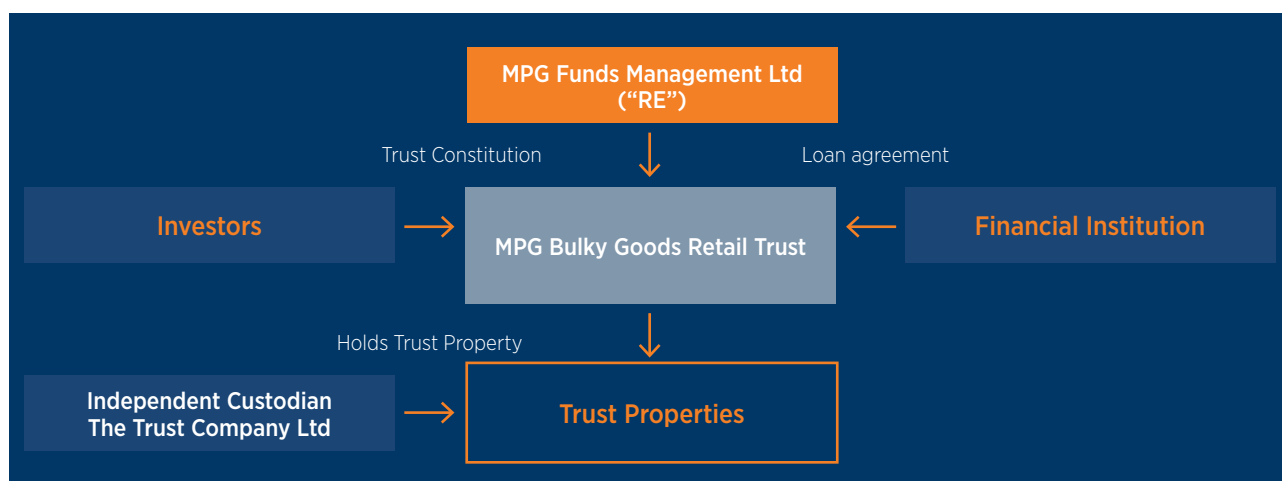 MPG Funds Management Ltd
(“RE”)
Trust Constitution
Loan agreement
Investors
MPG Bulky Goods Retail Trust
Financial Institution
Holds Trust Property
Independent Custodian
The Trust Company Ltd
Trust Properties